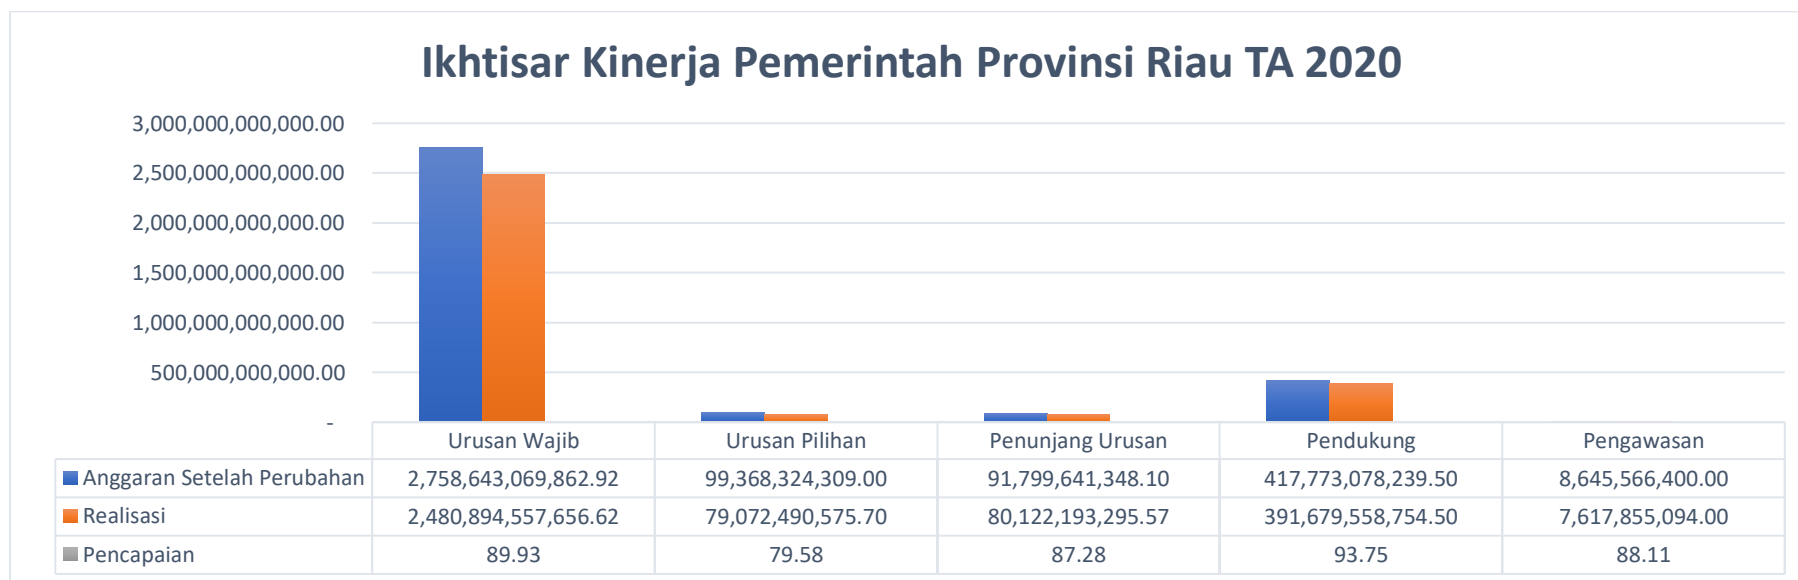 Ikhtisar Kinerja Pemerintah Provinsi Riau TA 2020
3,000,000,000,000.00
2,500,000,000,000.00
2,000,000,000,000.00
1,500,000,000,000.00
1,000,000,000,000.00
500,000,000,000.00
-
Urusan Wajib Urusan Pilihan Penunjang Urusan Pendukung Pengawasan
Anggaran Setelah Perubahan 2,758,643,069,862.92 99,368,324,309.00 91,799,641,348.10 417,773,078,239.50 8,645,566,400.00
Realisasi 2,480,894,557,656.62 79,072,490,575.70 80,122,193,295.57 391,679,558,754.50 7,617,855,094.00
Pencapaian 89.93 79.58 87.28 93.75 88.11